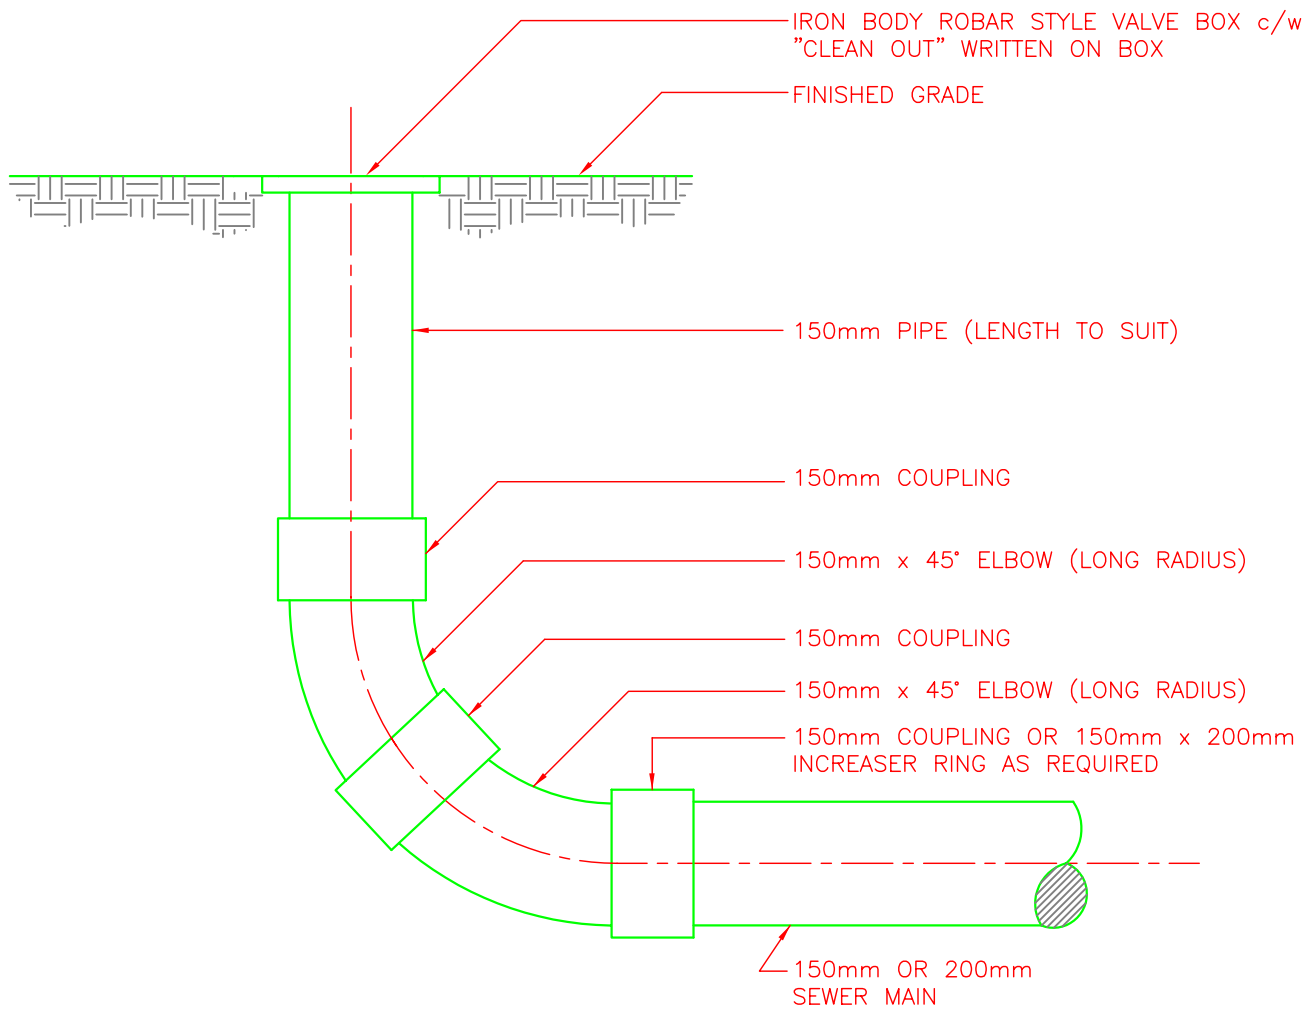 IRON BODY ROBAR STYLE VALVE BOX c/w
"CLEAN OUT" WRITTEN ON BOX
FINISHED GRADE
150mm PIPE (LENGTH TO SUIT)
150mm COUPLING
150mm x 45° ELBOW (LONG RADIUS)
150mm COUPLING
150mm x 45° ELBOW (LONG RADIUS)
150mm COUPLING OR 150mm x 200mm
INCREASER RING AS REQUIRED
150mm OR 200mm
SEWER MAIN